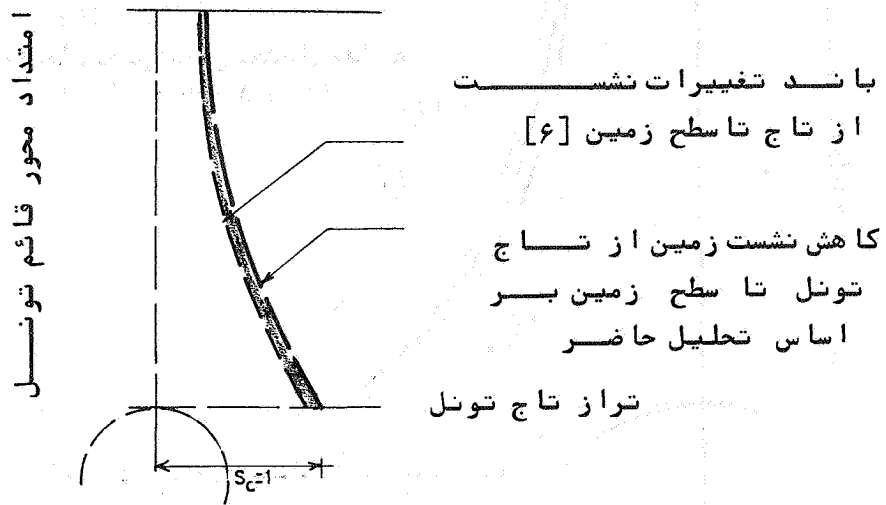 امتداد محور قائم تونل
باند تغییرات نشست
از تاج تا سطح زمین [۶]
کاهش نشست زمین از تاج
تونل تا سطح زمین بر
اساس تحلیل حاضر
تراز تاج تونل
Sc=1